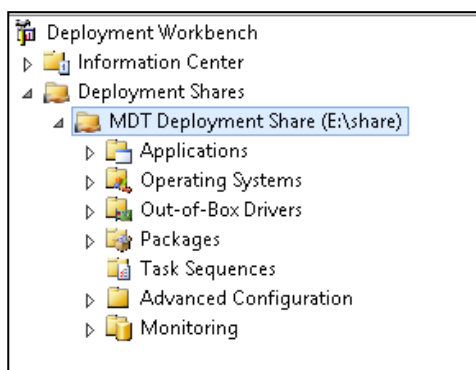 Deployment Workbench
Information Center
Deployment Shares
MDT Deployment Share (E:\share)
Applications
Operating Systems
Out-of-Box Drivers
Packages
Task Sequences
Advanced Configuration
Monitoring